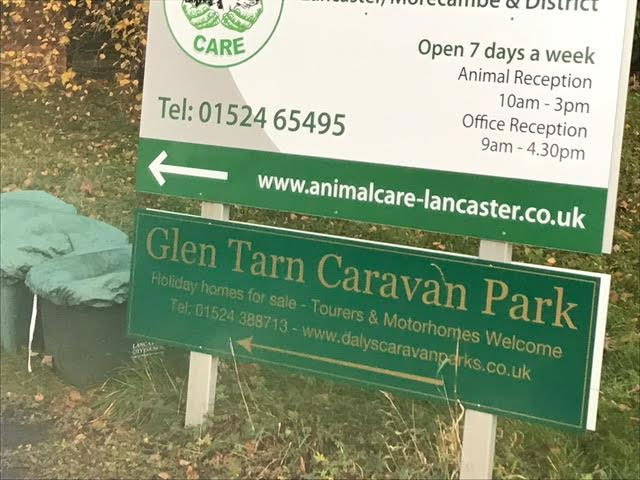 Lancaster, Morecambe & District
CARE
Open 7 days a week
Animal Reception
10am - 3pm
Tel: 01524 65495
Office Reception
9am - 4.30pm
www.animalcare-lancaster.co.uk
Glen Tarn Caravan Park
Holiday homes for sale - Tourers & Motorhomes Welcome
Tel: 01524 388713 - www.dalyscaravanparks.co.uk